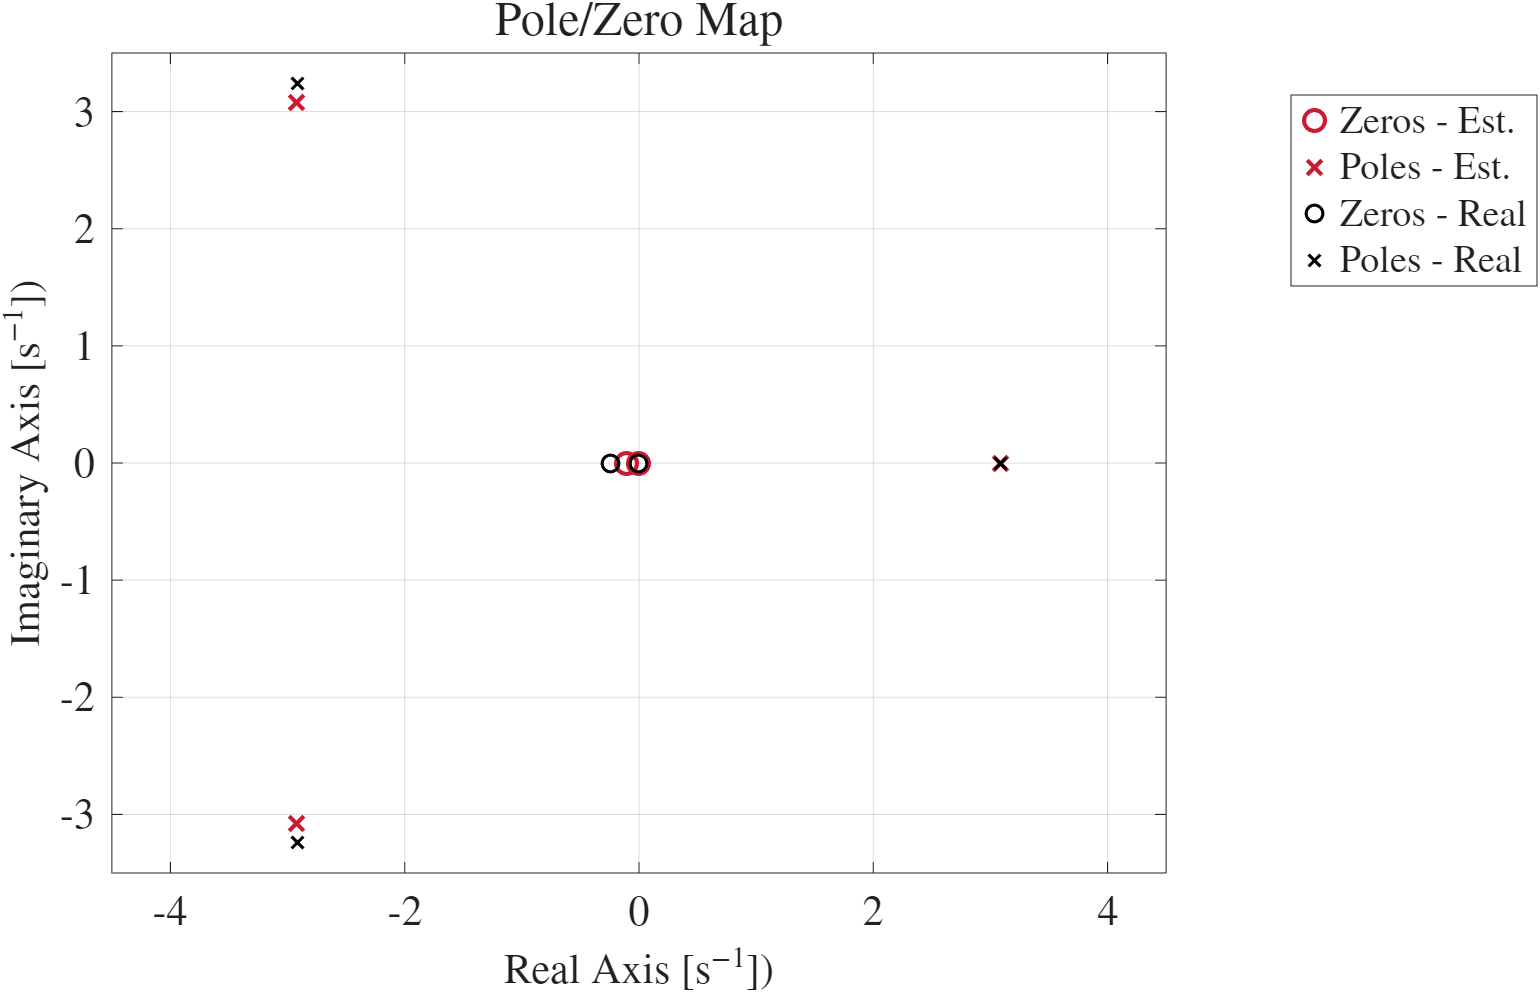 Pole/Zero Map
Imaginary Axis [s⁻¹])
3
2
1
0
-1
-2
-3
-4
-2
0
2
4
Real Axis [s⁻¹])
Zeros - Est.
Poles - Est.
Zeros - Real
Poles - Real